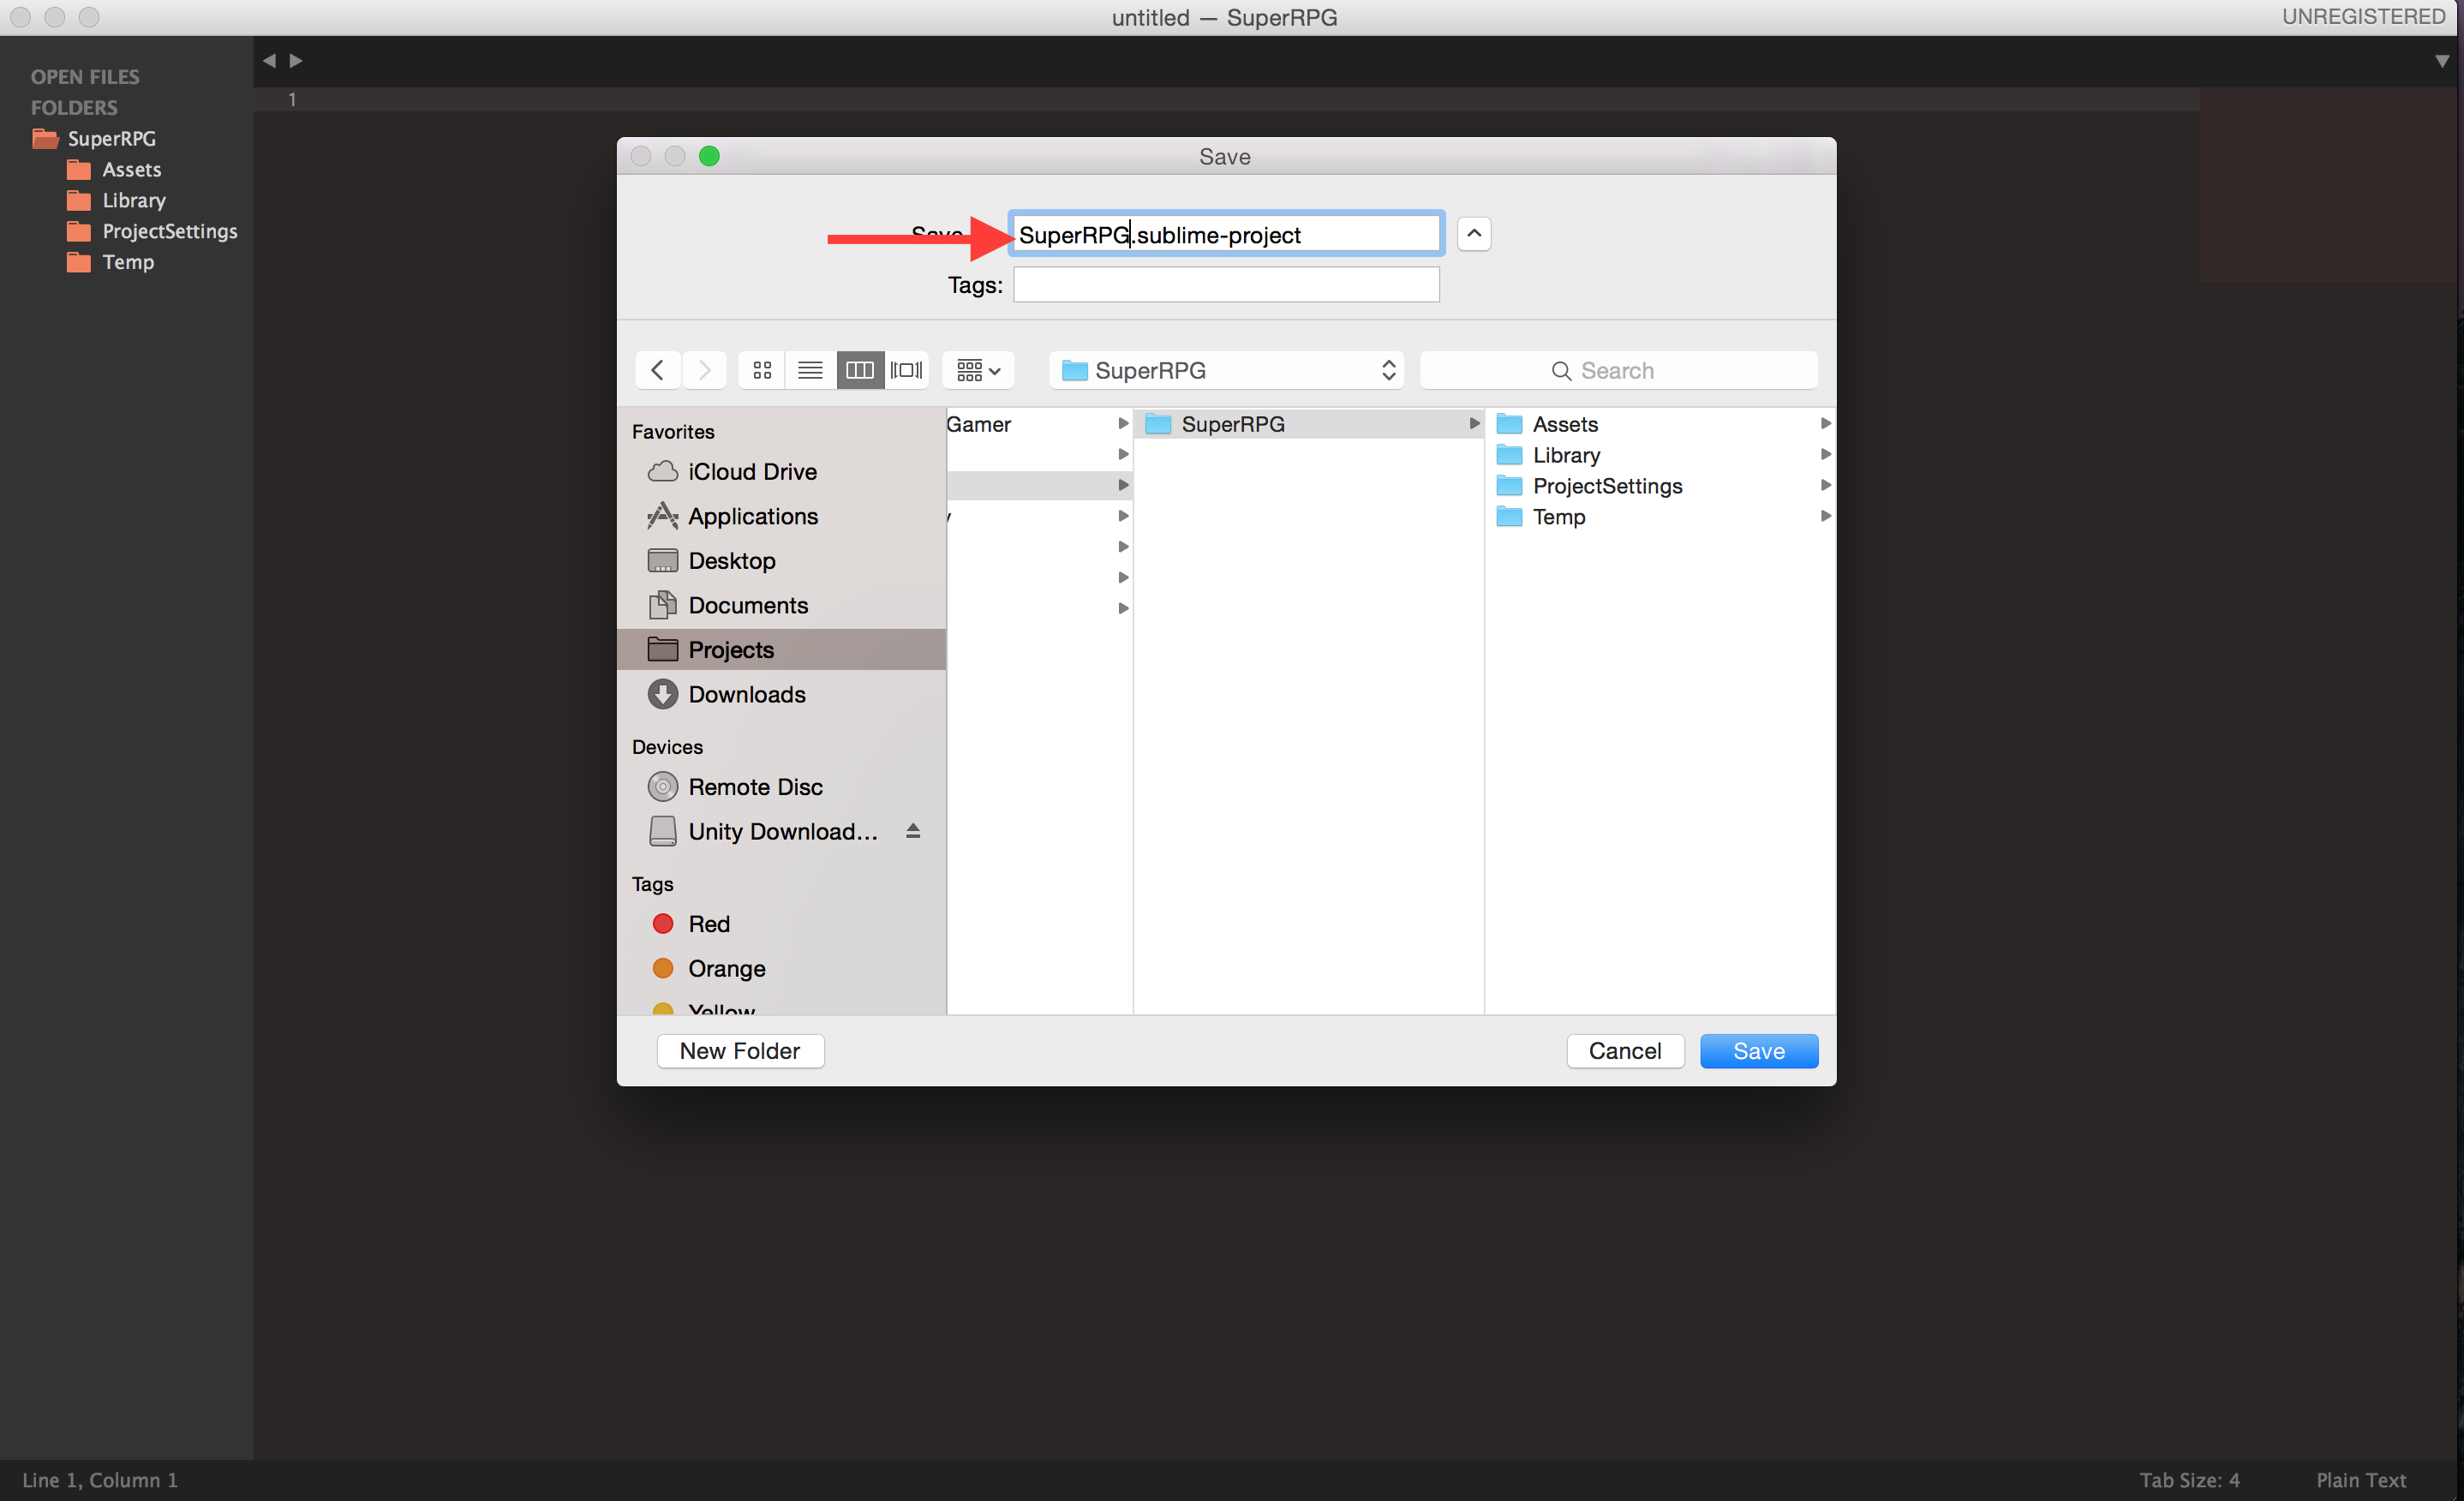 untitled — SuperRPG
UNREGISTERED
OPEN FILES
FOLDERS
SuperRPG
Assets
Library
ProjectSettings
Temp
1
Save
Save
SuperRPG.sublime-project
Tags:
SuperRPG
Search
Favorites
iCloud Drive
Applications
Desktop
Documents
Projects
Downloads
Devices
Remote Disc
Unity Download...
Tags
Red
Orange
Yellow
Gamer
SuperRPG
Assets
Library
ProjectSettings
Temp
New Folder
Cancel
Save
Line 1, Column 1
Tab Size: 4
Plain Text